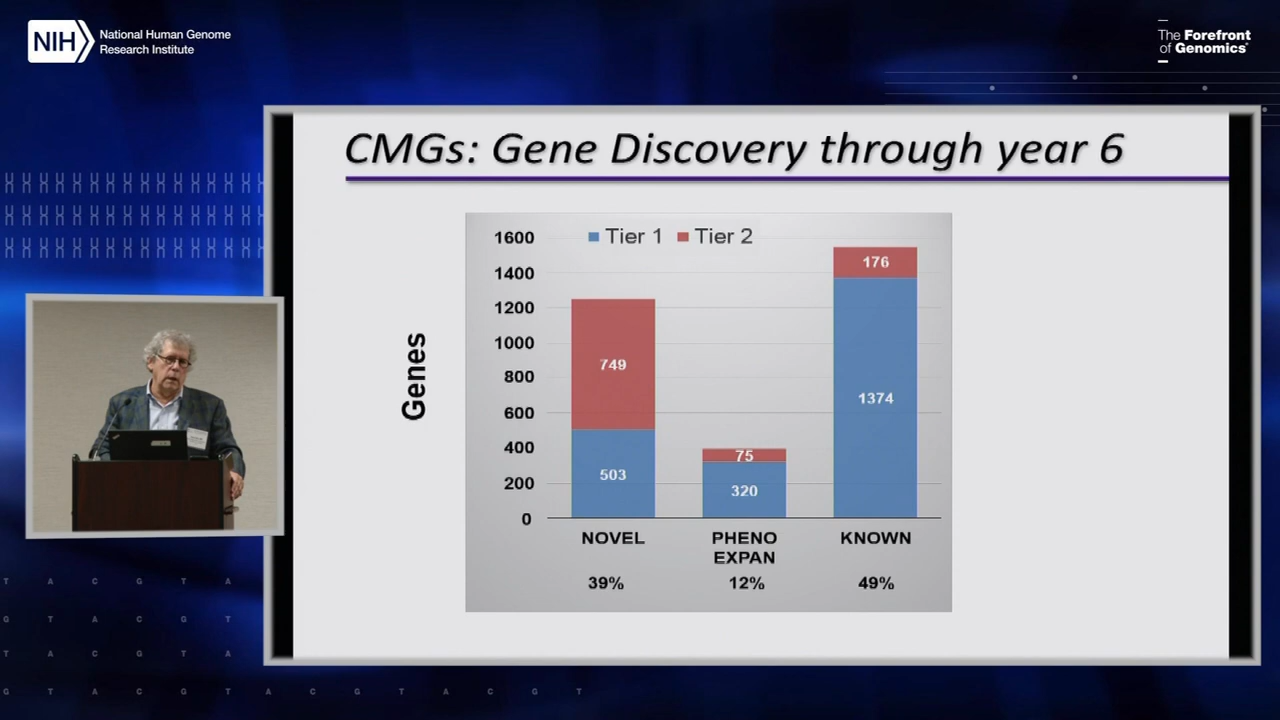 NIH
National Human Genome
Research Institute
The Forefront
of Genomics®
CMGs: Gene Discovery through year 6
Tier 1 Tier 2
Genes
1600
1400
1200
1000
800
600
400
200
0
749
503
75
320
176
1374
NOVEL
PHENO
EXPAN
KNOWN
39%
12%
49%
T A C G T A
G T A C G T
T A C G T A
G T A C G T A C G T A C G T